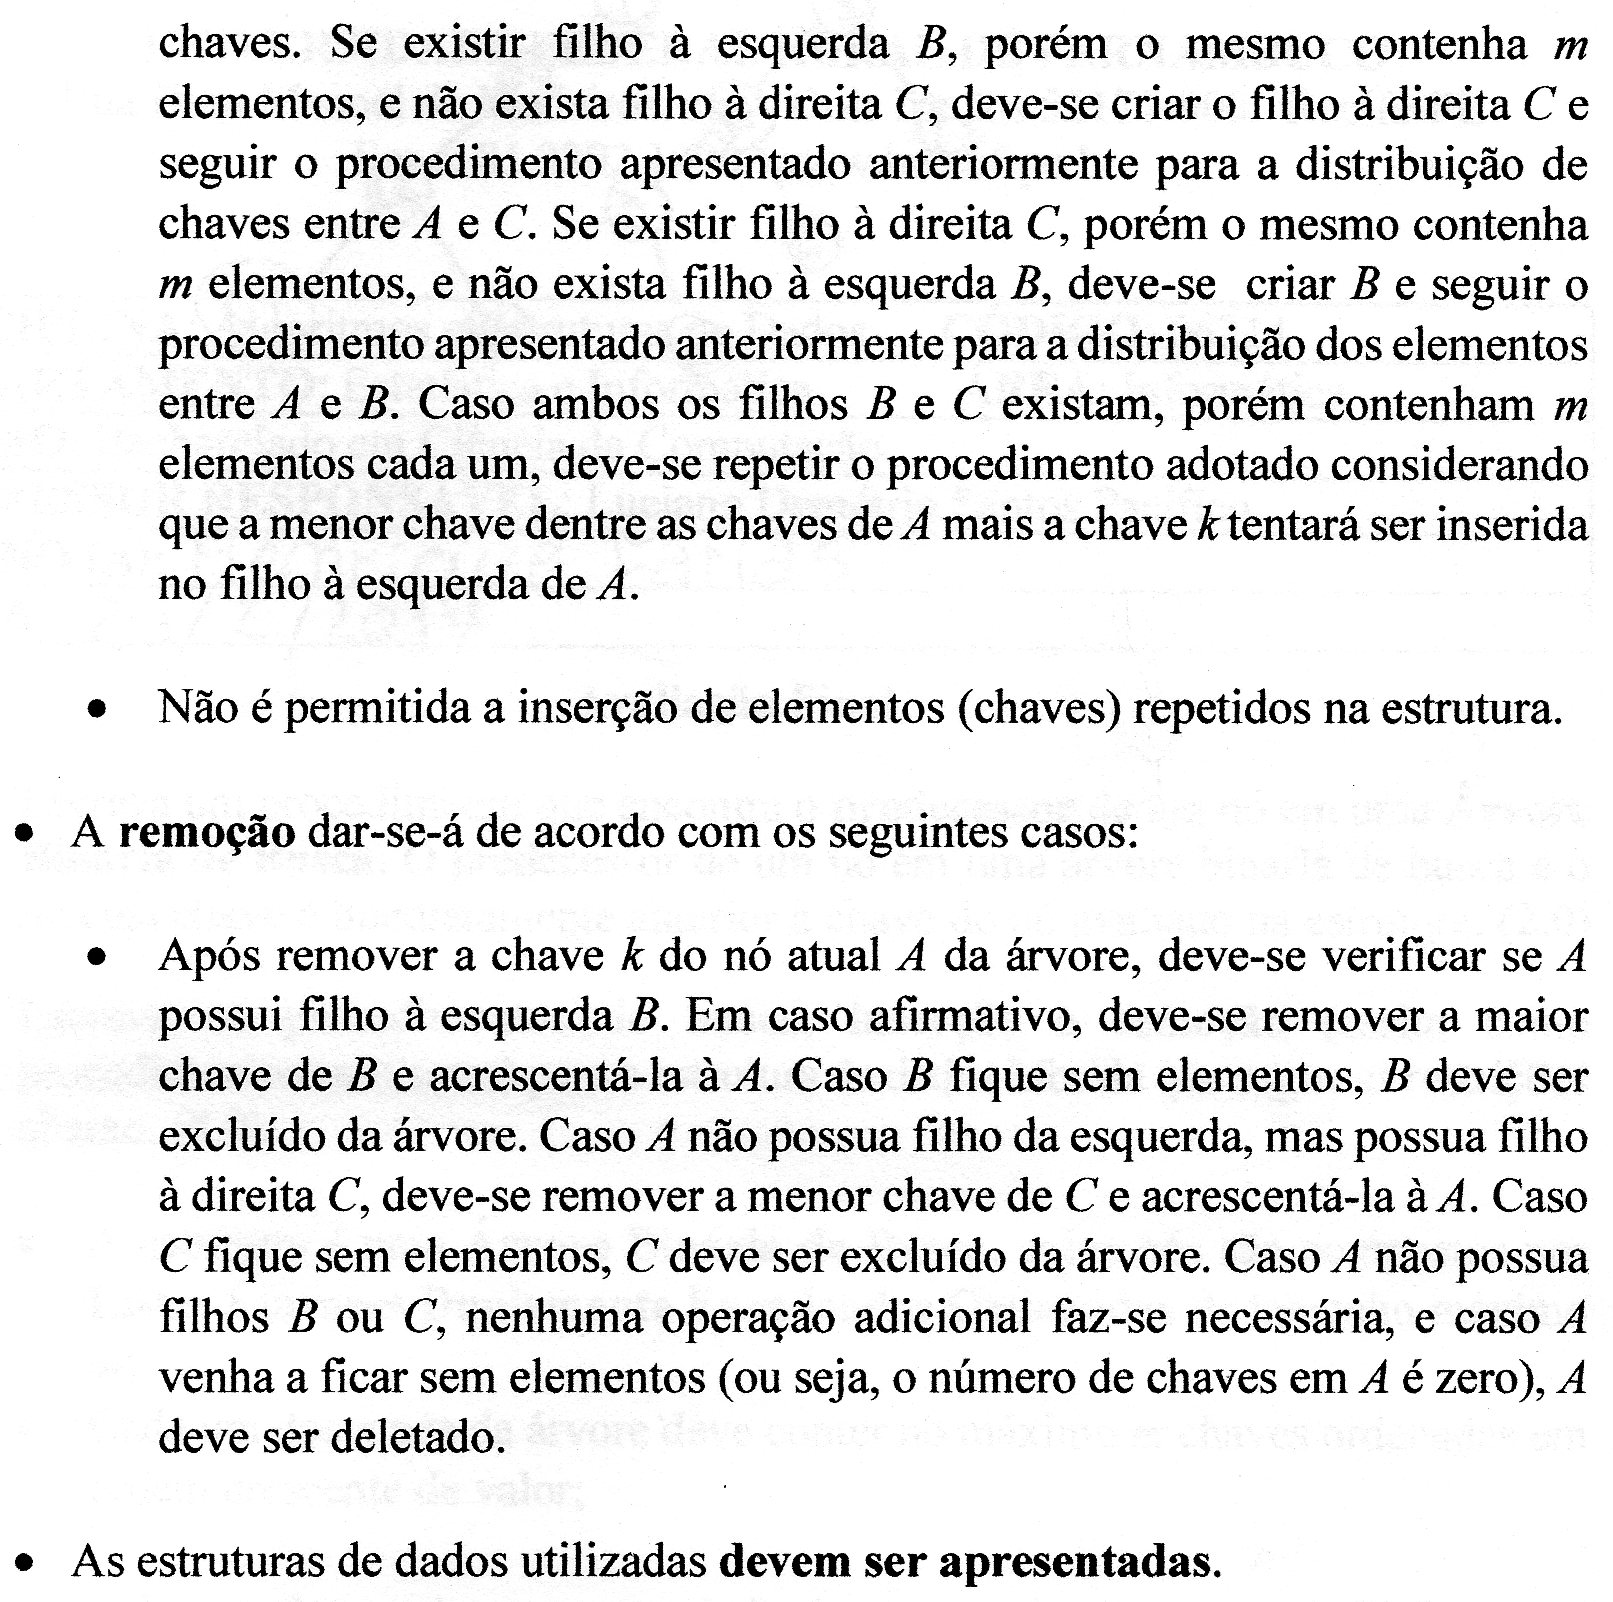 chaves. Se existir filho à esquerda B, porém o mesmo contenha m
elementos, e não exista filho à direita C, deve-se criar o filho à direita C e
seguir o procedimento apresentado anteriormente para a distribuição de
chaves entre A e C. Se existir filho à direita C, porém o mesmo contenha
m elementos, e não exista filho à esquerda B, deve-se criar B e seguir o
procedimento apresentado anteriormente para a distribuição dos elementos
entre A e B. Caso ambos os filhos B e C existam, porém contenham m
elementos cada um, deve-se repetir o procedimento adotado considerando
que a menor chave dentre as chaves de A mais a chave k tentará ser inserida
no filho à esquerda de A.
• Não é permitida a inserção de elementos (chaves) repetidos na estrutura.
• A remoção dar-se-á de acordo com os seguintes casos:
• Após remover a chave k do nó atual A da árvore, deve-se verificar se A
possui filho à esquerda B. Em caso afirmativo, deve-se remover a maior
chave de B e acrescentá-la à A. Caso B fique sem elementos, B deve ser
excluído da árvore. Caso A não possua filho da esquerda, mas possua filho
à direita C, deve-se remover a menor chave de C e acrescentá-la à A. Caso
C fique sem elementos, C deve ser excluído da árvore. Caso A não possua
filhos B ou C, nenhuma operação adicional faz-se necessária, e caso A
venha a ficar sem elementos (ou seja, o número de chaves em A é zero), A
deve ser deletado.
• As estruturas de dados utilizadas devem ser apresentadas.